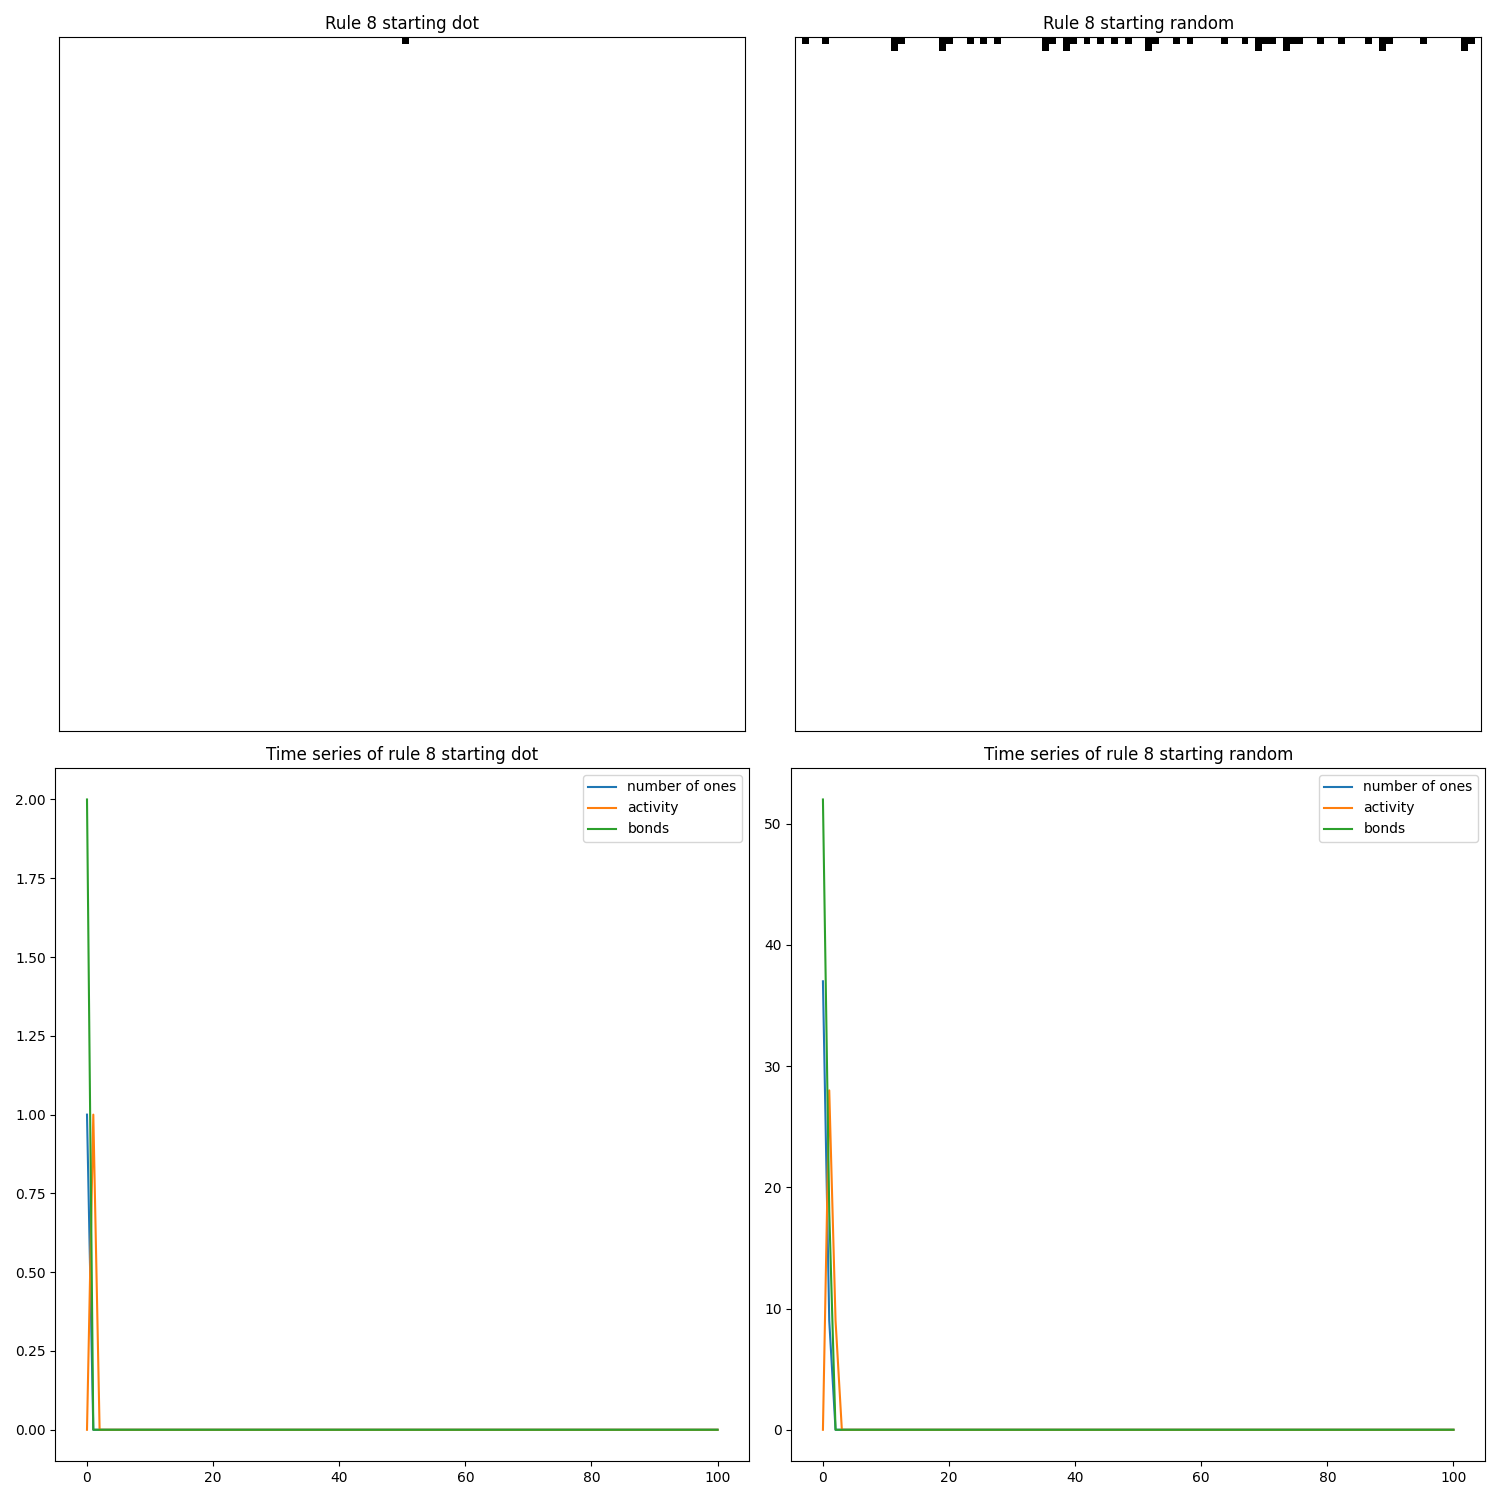 Rule 8 starting dot
Rule 8 starting random
Time series of rule 8 starting dot
2.00
1.75
1.50
1.25
1.00
0.75
0.50
0.25
0.00
0 20 40 60 80 100
number of ones
activity
bonds
Time series of rule 8 starting random
50
40
30
20
10
0
0 20 40 60 80 100
number of ones
activity
bonds